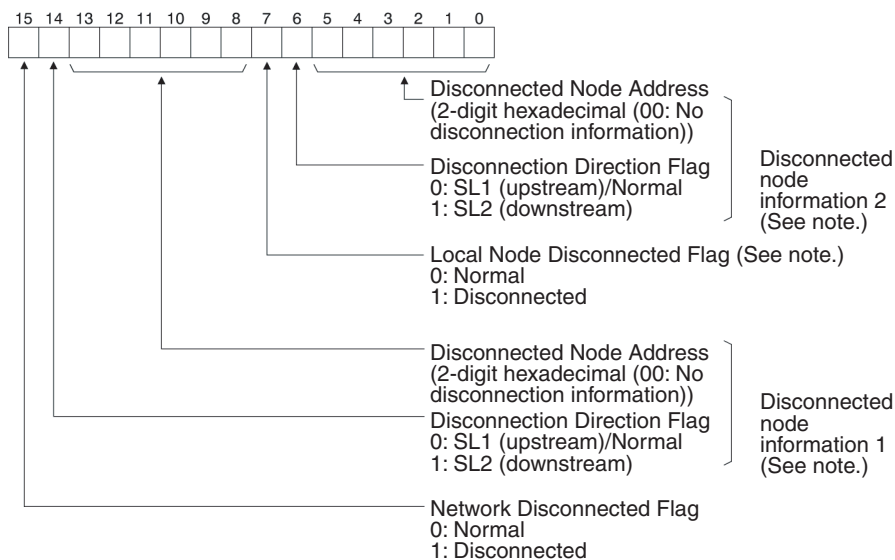 15 14 13 12 11 10 9 8 7 6 5 4 3 2 1 0
Disconnected Node Address
(2-digit hexadecimal (00: No
disconnection information))
Disconnection Direction Flag
0: SL1 (upstream)/Normal
1: SL2 (downstream)
Disconnected
node
information 2
(See note.)
Local Node Disconnected Flag (See note.)
0: Normal
1: Disconnected
Disconnected Node Address
(2-digit hexadecimal (00: No
disconnection information))
Disconnection Direction Flag
0: SL1 (upstream)/Normal
1: SL2 (downstream)
Disconnected
node
information 1
(See note.)
Network Disconnected Flag
0: Normal
1: Disconnected